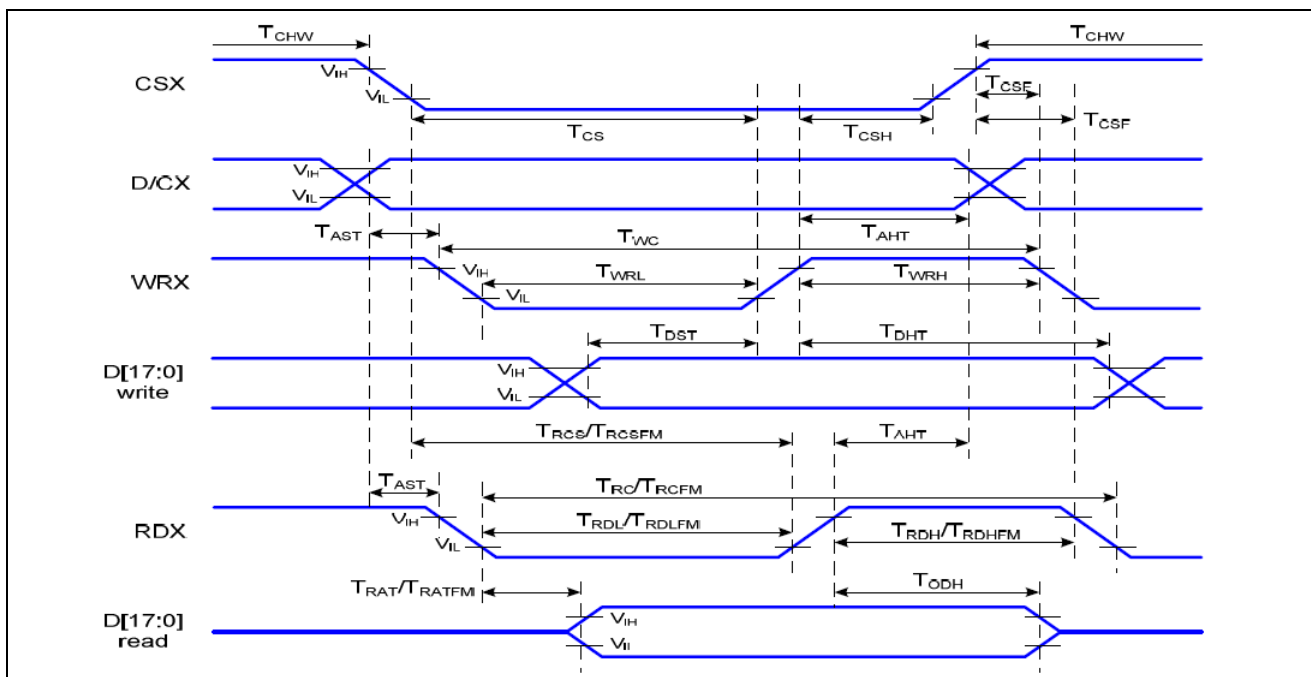 TCHW TCHW
CSX VIH VIL TCSF
TCS TCSH TCSF
D/CX VIH VIL
TAST TWC TAHT
WRX VIH VIL TWRL TWRH
TDST TDHT
D[17:0] write VIH VIL
TRCS/TRCSFM TAHT
TAST TRC/TRCFM
RDX VIH VIL TRDL/TRDLFM TRDH/TRDHFM
TRAT/TRATFM TODH
D[17:0] read VIH VIL